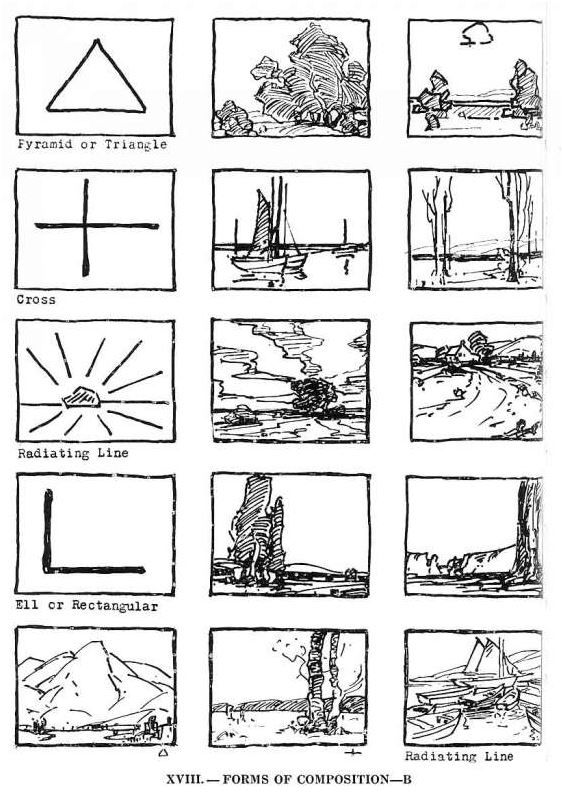 Pyramid or Triangle
Cross
Radiating Line
Ell or Rectangular
Radiating Line
XVIII.—FORMS OF COMPOSITION—B